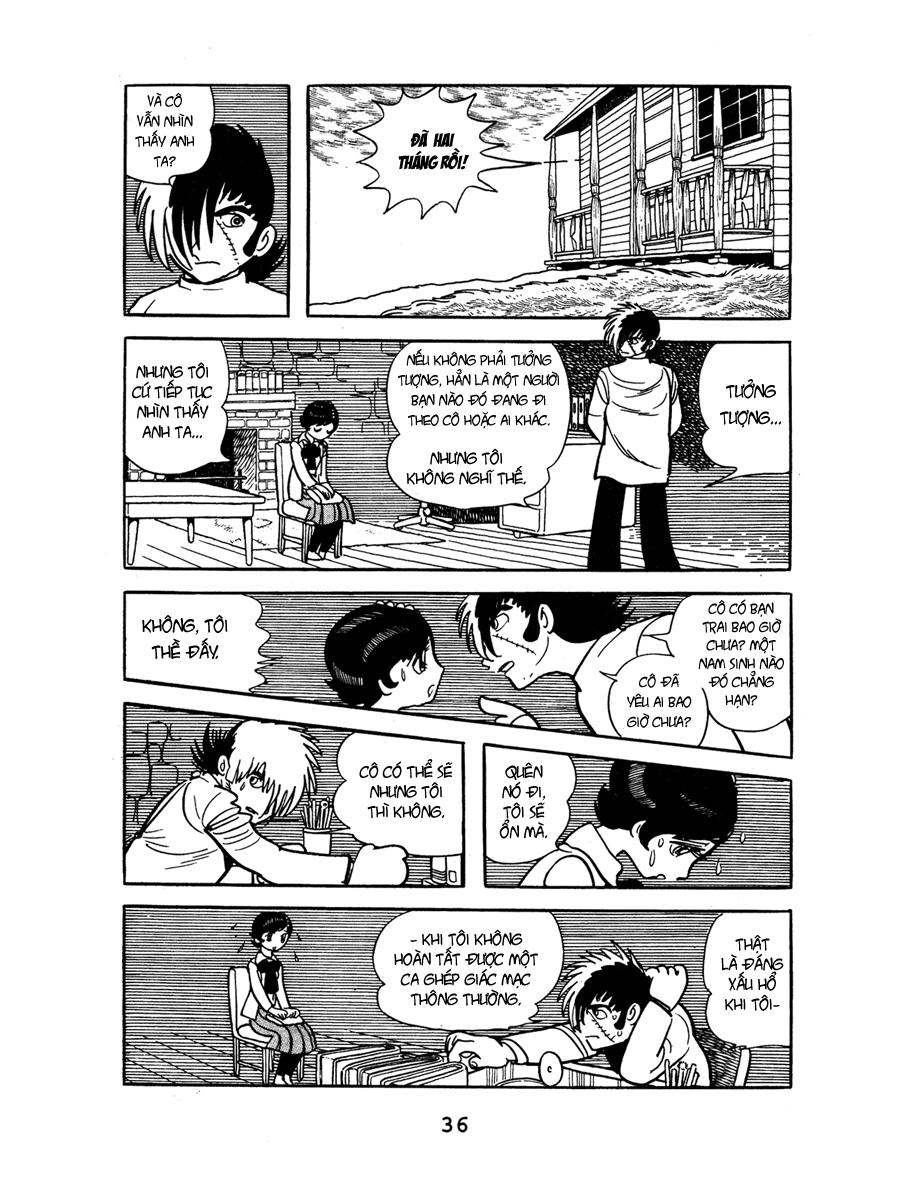 ĐÃ HAI
THÁNG RỒI!
VÀ CÔ
VẪN NHÌN
THẤY ANH
TA?
TƯỞNG
TƯỢNG...
NẾU KHÔNG PHẢI TƯỞNG
TƯỢNG, HẲN LÀ MỘT NGƯỜI
BẠN NÀO ĐÓ ĐANG ĐI
THEO CÔ HOẶC AI KHÁC.
NHƯNG TÔI
KHÔNG NGHĨ THẾ.
NHƯNG TÔI
CỨ TIẾP TỤC
NHÌN THẤY
ANH TA...
CÔ CÓ BẠN
TRAI BAO GIỜ
CHƯA? MỘT
NAM SINH NÀO
ĐÓ CHẲNG
HẠN?
CÔ ĐÃ
YÊU AI BAO
GIỜ CHƯA?
KHÔNG, TÔI
THỀ ĐẤY.
QUÊN
NÓ ĐI,
TÔI SẼ
ỔN MÀ.
CÔ CÓ THỂ SẼ
NHƯNG TÔI
THÌ KHÔNG.
THẬT
LÀ ĐÁNG
XẤU HỔ
KHI TÔI-
- KHI TÔI KHÔNG
HOÀN TẤT ĐƯỢC MỘT
CA GHÉP GIÁC MẠC
THÔNG THƯỜNG.
36